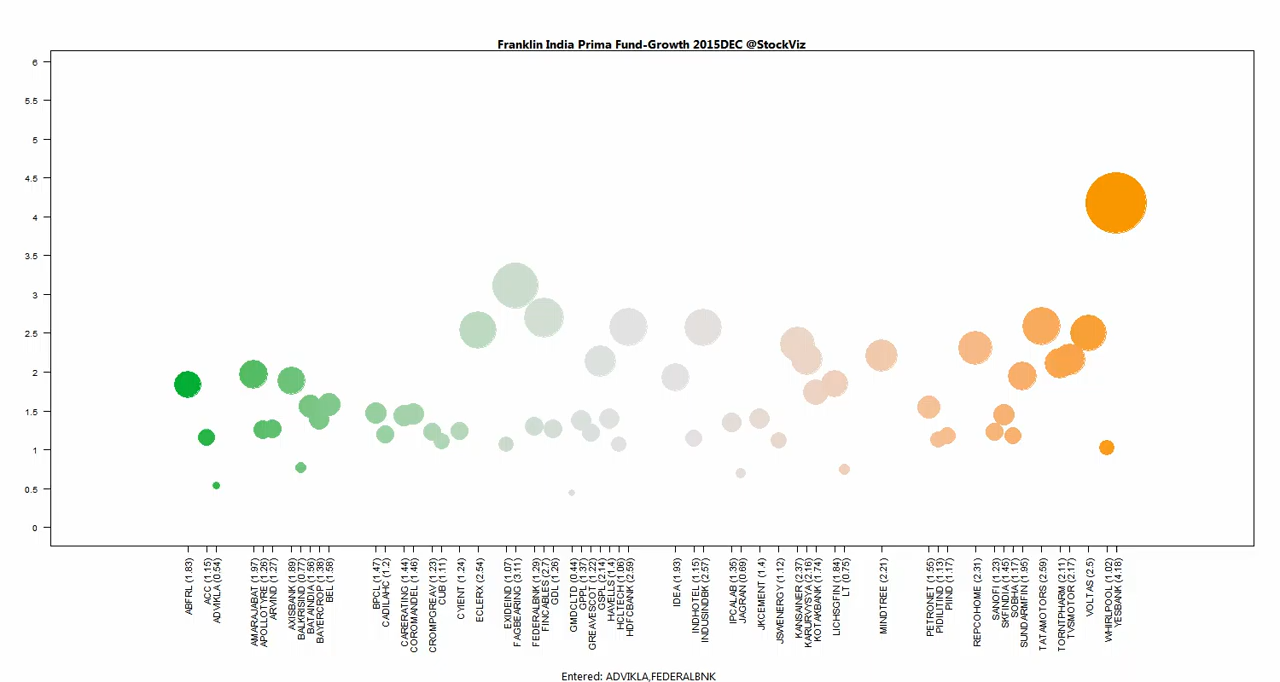 Franklin India Prima Fund-Growth 2015DEC @StockViz
6
5.5
5
4.5
4
3.5
3
2.5
2
1.5
1
0.5
0
ABFRL (1.83)
ACC (1.15)
ADVIKLA (0.54)
AMARAJABAT (1.97)
APOLLOTYRE (1.26)
ARVIND (1.27)
AXISBANK (1.89)
BALKRISIND (0.77)
BATAINDIA (1.56)
BAYERCROP (1.38)
BEL (1.58)
BPCL (1.47)
CADILAHC (1.2)
CARERATING (1.44)
COROMANDEL (1.46)
CROMPGREAV (1.23)
CUB (1.11)
CYIENT (1.24)
ECLERX (2.54)
EXIDEIND (1.07)
FAGBEARING (3.11)
FEDERALBNK (1.29)
FINCABLES (2.7)
GDL (1.26)
GMDCLTD (0.44)
GPPL (1.37)
GREAVESCOT (1.22)
GSPL (2.14)
HAVELLS (1.4)
HCLTECH (1.06)
HDFCBANK (2.59)
IDEA (1.93)
INDHOTEL (1.15)
INDUSINDBK (2.57)
IPCALAB (1.35)
JAGRAN (0.69)
JKCEMENT (1.4)
JSWENERGY (1.12)
KANSAINER (2.37)
KARURVYSYA (2.16)
KOTAKBANK (1.74)
LICHSGFIN (1.84)
LT (0.75)
MINDTREE (2.21)
PETRONET (1.55)
PIDILITIND (1.13)
PIIND (1.17)
REPCOHOME (2.31)
SANOFI (1.23)
SKFINDIA (1.45)
SOBHA (1.17)
SUNDARMFIN (1.95)
TATAMOTORS (2.59)
TORNTPHARM (2.11)
TVSMOTOR (2.17)
VOLTAS (2.5)
WHIRLPOOL (1.02)
YESBANK (4.18)
Entered: ADVIKLA,FEDERALBNK